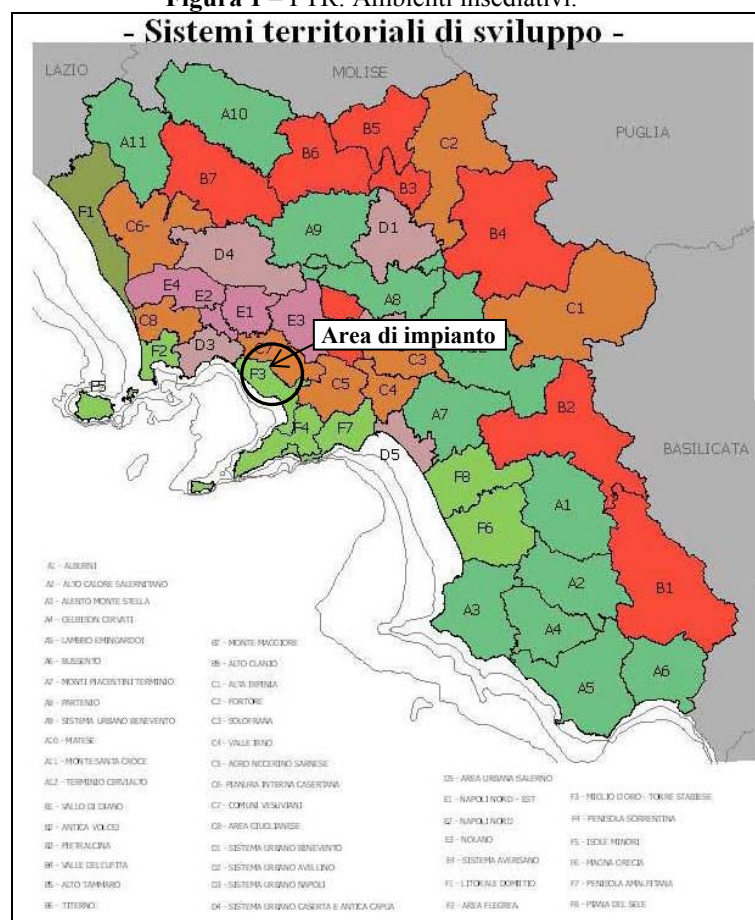 Figura 1 – PTR. Ambienti insediativi.
- Sistemi territoriali di sviluppo -
LAZIO
MOLISE
PUGLIA
BASILICATA
A11
A10
B5
C2
B6
B7
B3
F1
C6-
D4
A9
D1
B4
E4
E2
E1
E3
A8
C1
C8
F2
D3
Area di impianto
F3
C3
C5
C4
F5
F4
F7
A7
B2
D5
F8
F6
A1
A2
B1
A3
A4
A5
A6
A1 - ALBURNI
A2 - ALTO CALORE SALERNITANO
A3 - ALENTO MONTE STELLA
A4 - GELBISON CERVATI
A5 - LAMBRO E MINGARDO
A6 - BUSSENTO
A7 - MONTI PIACENTINI TERMINIO
A8 - PARTENIO
A9 - SISTEMA URBANO BENEVENTO
A10 - MATESE
A11 - MONTE SANTA CROCE
A12 - TERMINIO CERVIALTO
B1 - VALLO DI DIANO
B2 - ANTICA VOLCEI
B3 - PIETRALCINA
B4 - VALLE DELL'UFITA
B5 - ALTO TAMMARO
B6 - TITERNO
B7 - MONTE MAGGIORE
B8 - ALTO CLANIO
C1 - ALTA IRPINIA
C2 - FORTORE
C3 - SOLOFRANA
C4 - VALLE IRNO
C5 - AGRO NOCERINO SARNESE
C6 PIANURA INTERNA CASERTANA
C7 - COMUNI VESUVIANI
C8 - AREA GIUGLIANESE
D1 - SISTEMA URBANO BENEVENTO
D2 - SISTEMA URBANO AVELLINO
D3 - SISTEMA URBANO NAPOLI
D4 - SISTEMA URBANO CASERTA E ANTICA CAPUA
D5 - AREA URBANA SALERNO
E1 - NAPOLI NORD - EST
E2 - NAPOLI NORD
E3 - NOLANO
E4 - SISTEMA AVERSANO
F1 - LITORALE DOMITIO
F2 - AREA FLEGREA
F3 - MIGLIO D'ORO - TORRE STABIESE
F4 - PENISOLA SORRENTINA
F5 - ISOLE MINORI
F6 - MAGNA GRECIA
F7 - PENISOLA AMALFITANA
F8 - PIANA DEL SELE